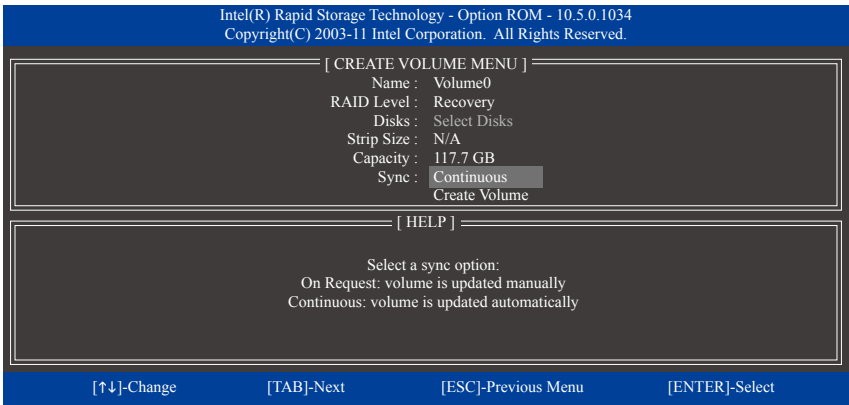 Intel(R) Rapid Storage Technology - Option ROM - 10.5.0.1034
Copyright(C) 2003-11 Intel Corporation. All Rights Reserved.
[ CREATE VOLUME MENU ]
Name : Volume0
RAID Level : Recovery
Disks : Select Disks
Strip Size : N/A
Capacity : 117.7 GB
Sync : Continuous
Create Volume
[ HELP ]
Select a sync option:
On Request: volume is updated manually
Continuous: volume is updated automatically
[↑↓]-Change [TAB]-Next [ESC]-Previous Menu [ENTER]-Select